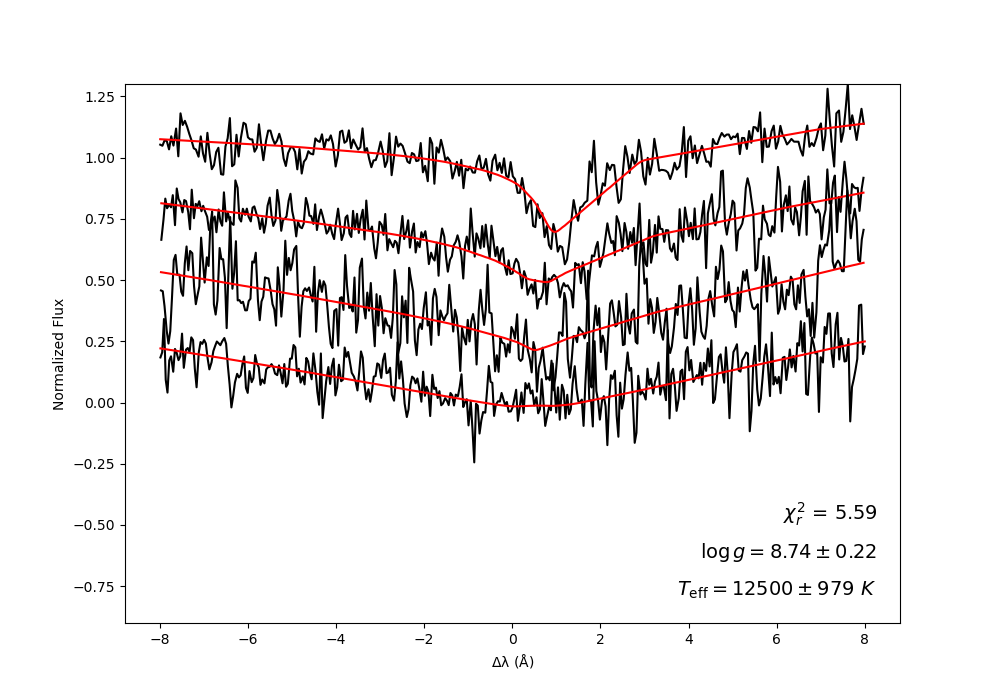 1.25
1.00
0.75
0.50
0.25
0.00
−0.25
−0.50
−0.75
Normalized Flux
χ²ᵣ = 5.59
log g = 8.74 ± 0.22
T_eff = 12500 ± 979 K
−8 −6 −4 −2 0 2 4 6 8
Δλ (Å)